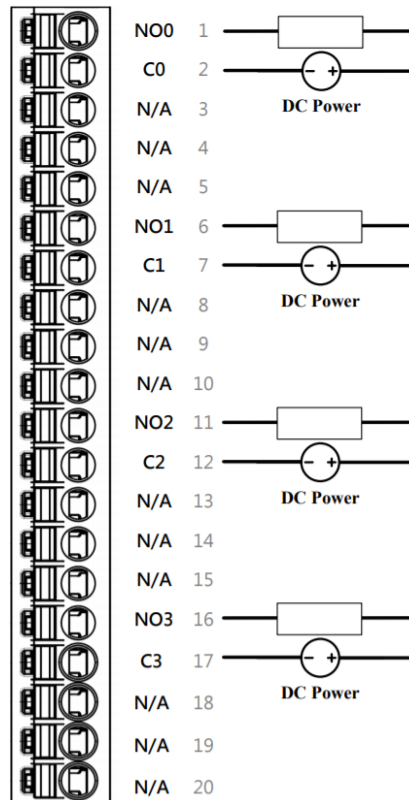 NO0 1
C0 2 - +
DC Power
N/A 3
N/A 4
N/A 5
NO1 6
C1 7 - +
DC Power
N/A 8
N/A 9
N/A 10
NO2 11
C2 12 - +
DC Power
N/A 13
N/A 14
N/A 15
NO3 16
C3 17 - +
DC Power
N/A 18
N/A 19
N/A 20